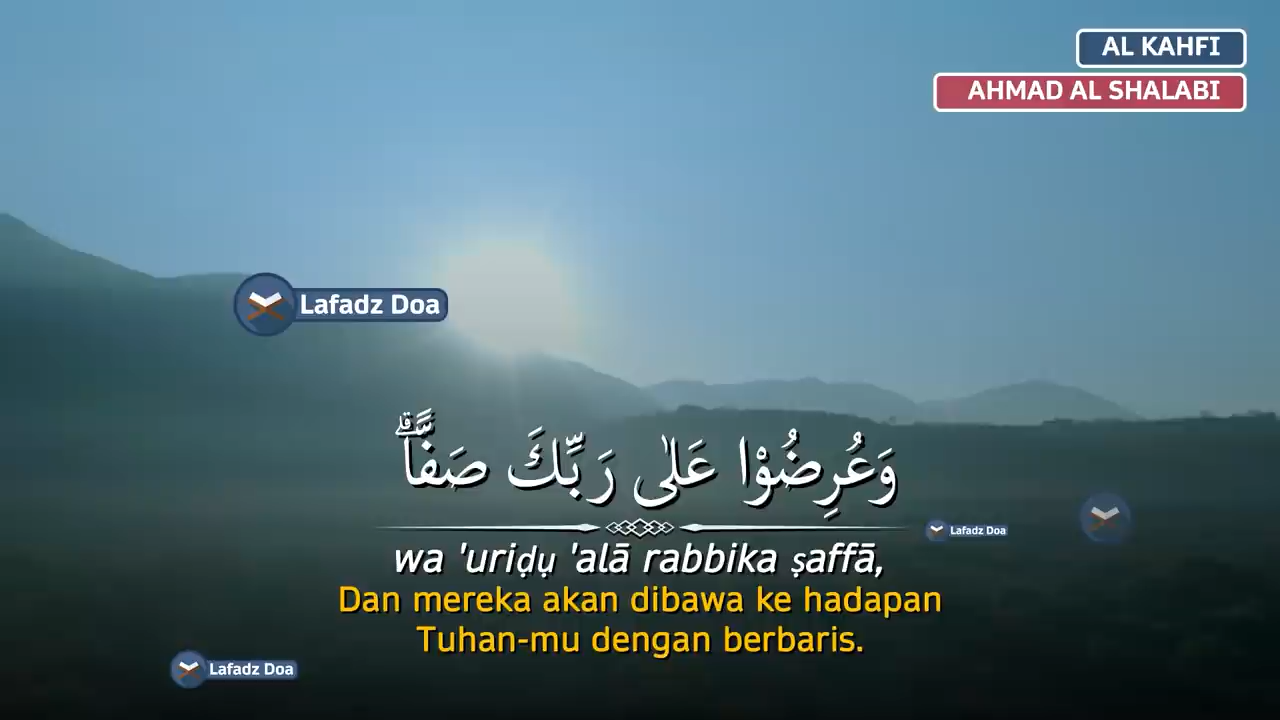 AL KAHFI
AHMAD AL SHALABI
Lafadz Doa
وَعُرِضُوْا عَلٰى رَبِّكَ صَفًّاۗ
Lafadz Doa
wa 'uriḍụ 'alā rabbika ṣaffā,
Dan mereka akan dibawa ke hadapan
Tuhan-mu dengan berbaris.
Lafadz Doa